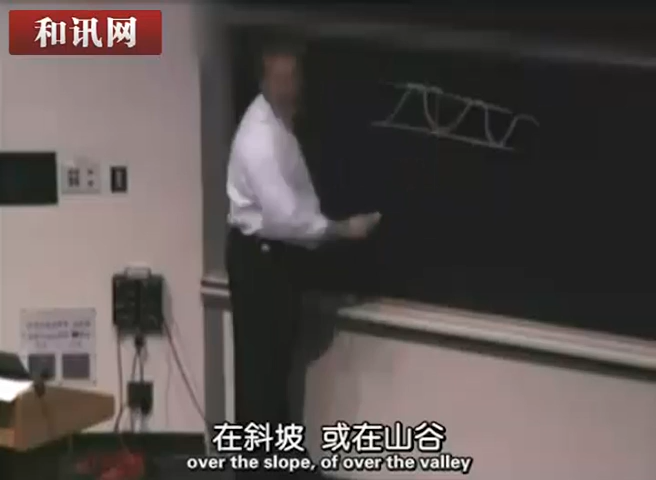 和讯网
在斜坡 或在山谷
over the slope, of over the valley